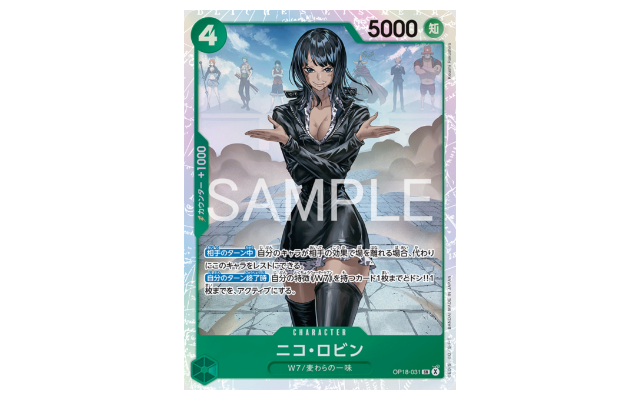 4
5000
知
カウンター+1000
SAMPLE
相手のターン中 自分のキャラが相手の効果で場を離れる場合、代わり
にこのキャラをレストにできる。
自分のターン終了時 自分の特徴《W7》を持つカード1枚までとドン!!1
枚までを、アクティブにする。
CHARACTER
ニコ・ロビン
W7/麦わらの一味
OP18-031 SR